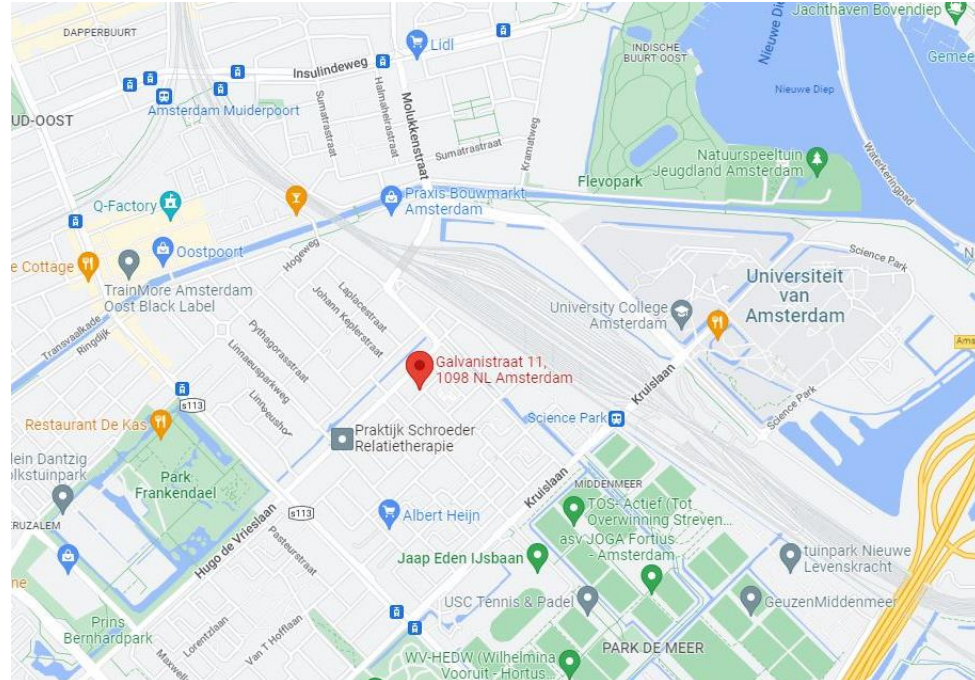 DAPPERBUURT
Lidl
Insulindeweg
INDISCHE
BUURT OOST
Jachthaven Bovendiep
Nieuwe Diep
Nieuwe Diep
Amsterdam Muiderpoort
UD-OOST
Sumatrastraat
Halmaheirastraat
Molukkenstraat
Sumatrastraat
Kramatweg
Natuurspeeltuin
Jeugdland Amsterdam
Waterkeringpad
Flevopark
Q-Factory
Praxis Bouwmarkt
Amsterdam
Oostpoort
Hogeweg
Science Park
e Cottage
TrainMore Amsterdam
Oost Black Label
Laplacestraat
Johann Keplerstraat
University College
Amsterdam
Universiteit
van
Amsterdam
Transvaalkade
Ringdijk
Pythagorasstraat
Linnaeusparkweg
Galvanistraat 11,
1098 NL Amsterdam
Kruislaan
s113
Restaurant De Kas
Praktijk Schroeder
Relatietherapie
Science Park
Science Park
Park
Frankendael
MIDDENMEER
Kruislaan
TOS- Actief (Tot
Overwinning Streven...
s113
Albert Heijn
asv JOGA Fortius
- Amsterdam
Hugo de Vrieslaan
Pasteurstraat
Jaap Eden IJsbaan
tuinpark Nieuwe
Levenskracht
USC Tennis & Padel
GeuzenMiddenmeer
Prins
Bernhardpark
Lorentzlaan
Van T Hofflaan
PARK DE MEER
WV-HEDW (Wilhelmina
Vooruit - Hortus...